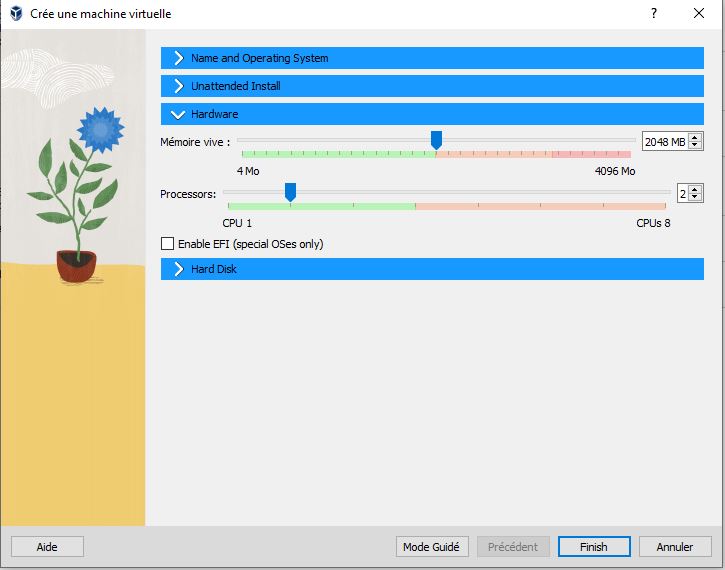 Crée une machine virtuelle
?
Name and Operating System
Unattended Install
Hardware
Mémoire vive :
2048 MB
4 Mo
4096 Mo
Processors:
2
CPU 1
CPUs 8
Enable EFI (special OSes only)
Hard Disk
Aide
Mode Guidé
Précédent
Finish
Annuler